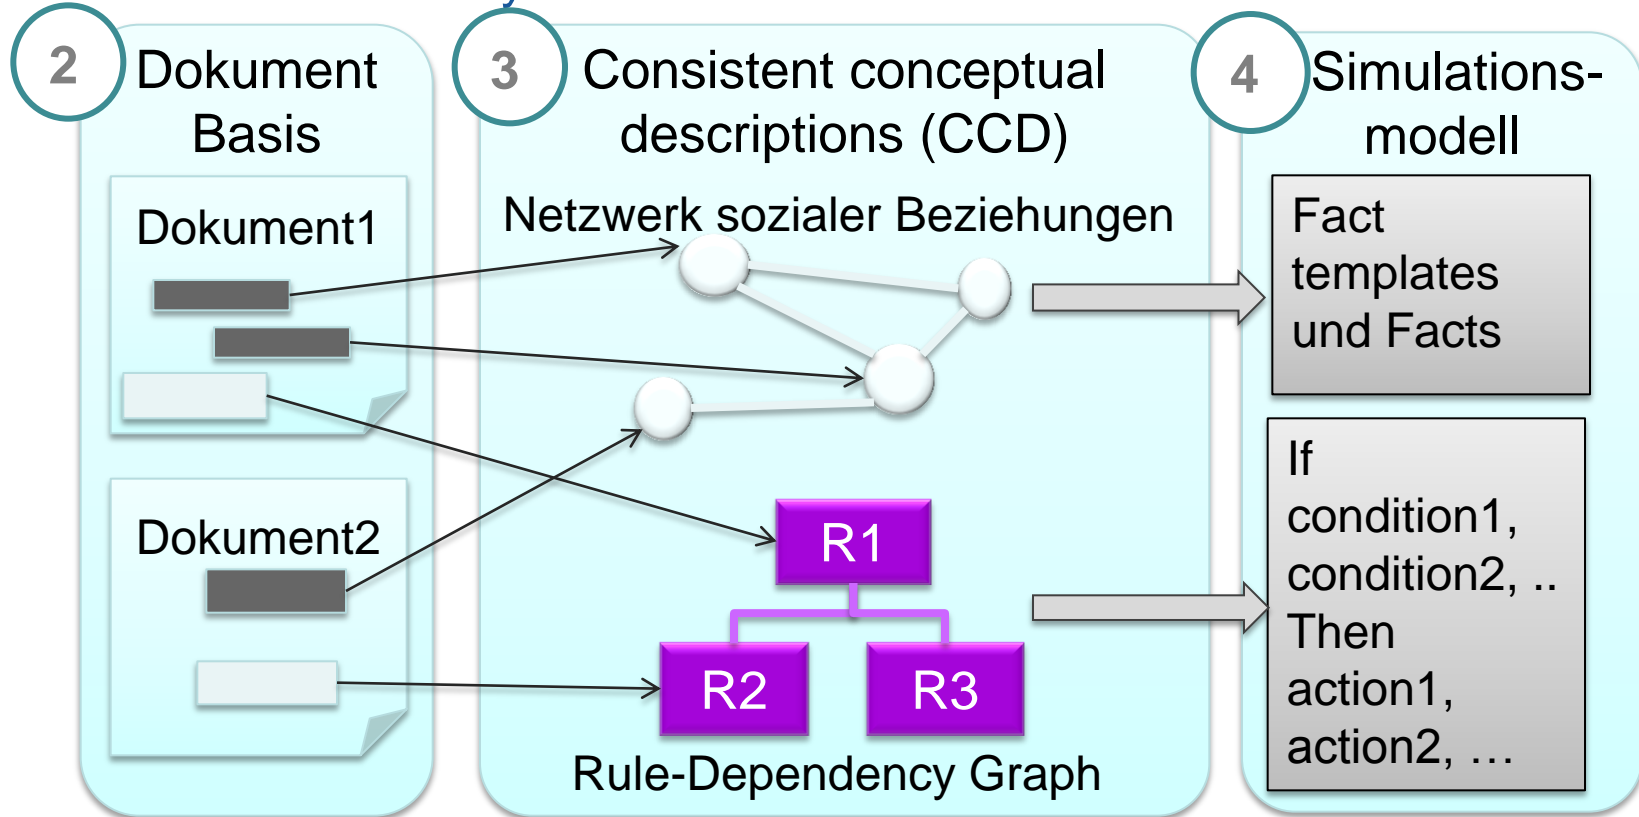 2
Dokument
Basis
Dokument1
Dokument2
3
Consistent conceptual
descriptions (CCD)
Netzwerk sozialer Beziehungen
R1
R2
R3
Rule-Dependency Graph
4
Simulations-
modell
Fact
templates
und Facts
If
condition1,
condition2, ..
Then
action1,
action2, …